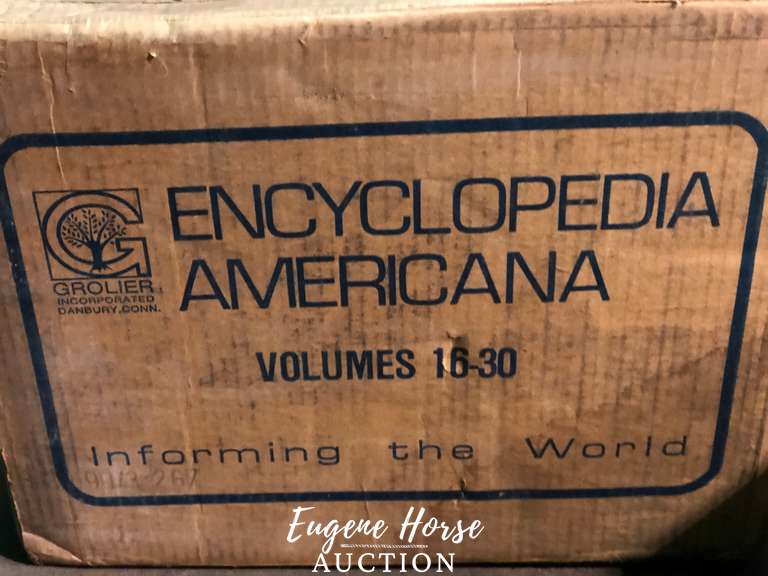 ENCYCLOPEDIA
AMERICANA
G
GROLIER
INCORPORATED
DANBURY, CONN.
VOLUMES 16-30
Informing the World
Eugene Horse
AUCTION